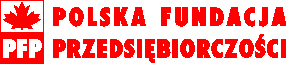 POLSKA FUNDACJA
PFP PRZEDSIĘBIORCZOŚCI